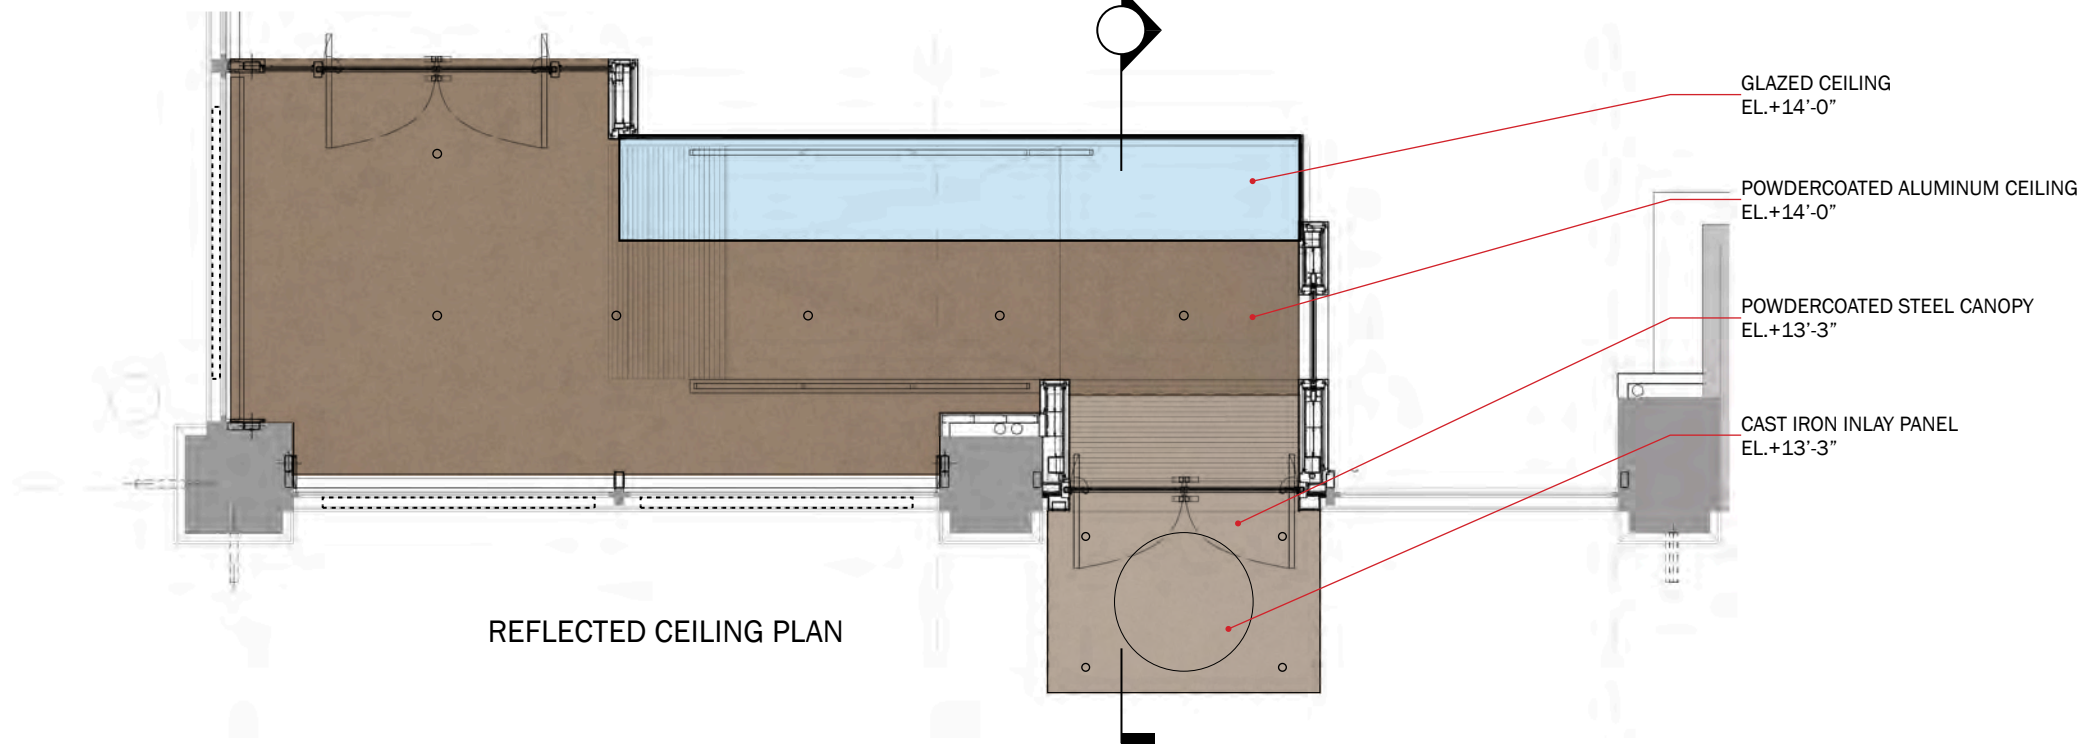 GLAZED CEILING
EL.+14'-0”
POWDERCOATED ALUMINUM CEILING
EL.+14'-0”
POWDERCOATED STEEL CANOPY
EL.+13'-3”
CAST IRON INLAY PANEL
EL.+13'-3”
REFLECTED CEILING PLAN